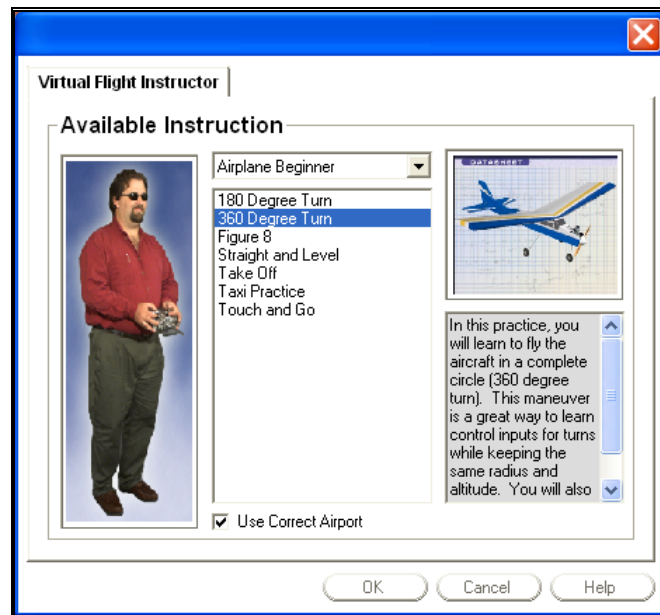 Virtual Flight Instructor
Available Instruction
Airplane Beginner
180 Degree Turn
360 Degree Turn
Figure 8
Straight and Level
Take Off
Taxi Practice
Touch and Go
Use Correct Airport
DATASHEET
In this practice, you
will learn to fly the
aircraft in a complete
circle (360 degree
turn). This maneuver
is a great way to learn
control inputs for turns
while keeping the
same radius and
altitude. You will also
OK
Cancel
Help